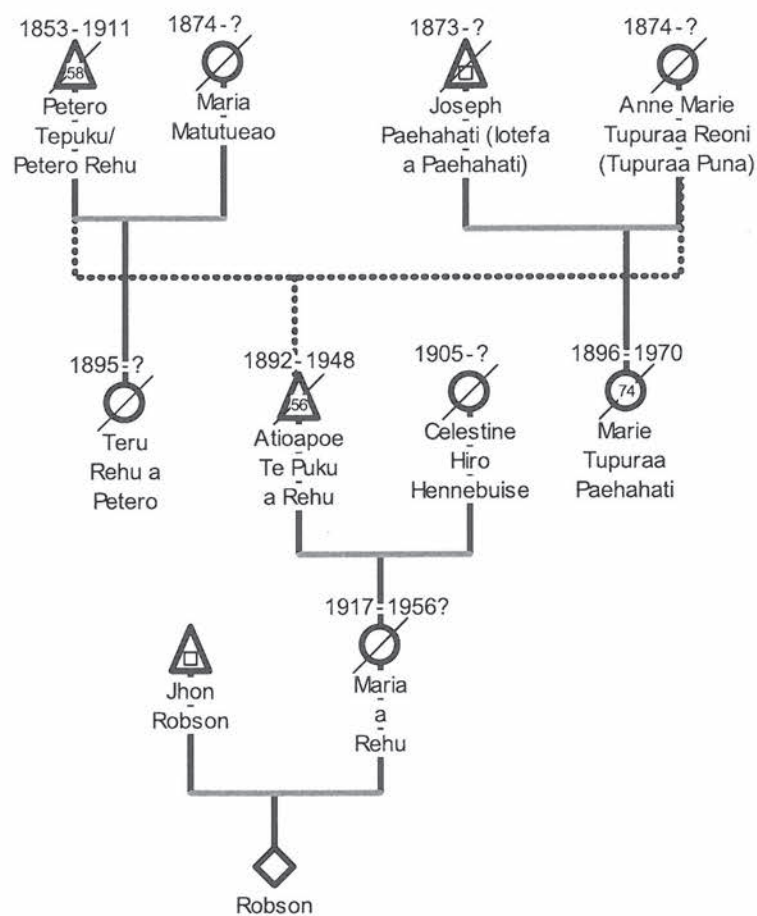 1853-1911
58
Petero
Tepuku/
Petero Rehu
1874-?
Maria
Matutueao
1873-?
Joseph
Paehahati (Iotefa
a Paehahati)
1874-?
Anne Marie
Tupuraa Reoni
(Tupuraa Puna)
1895-?
Teru
Rehu a
Petero
1892-1948
56
Atioapoe
Te Puku
a Rehu
1905-?
Celestine
Hiro
Hennebuise
1896-1970
74
Marie
Tupuraa
Paehahati
Jhon
Robson
1917-1956?
Maria
a
Rehu
Robson